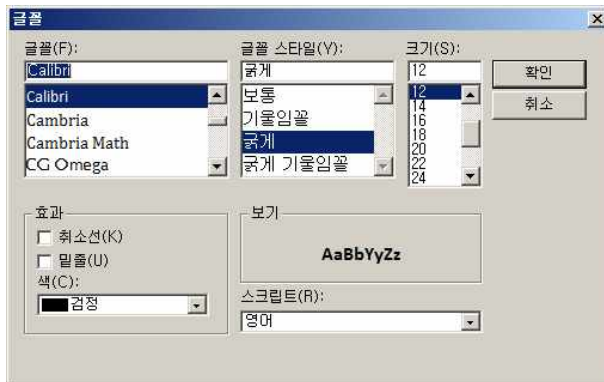 글꼴
글꼴(F):
Calibri
Calibri
Cambria
Cambria Math
CG Omega
글꼴 스타일(Y):
굵게
보통
기울임꼴
굵게
굵게 기울임꼴
크기(S):
12
12
14
16
18
20
22
24
확인
취소
효과
취소선(K)
밑줄(U)
색(C):
검정
보기
AaBbYyZz
스크립트(R):
영어